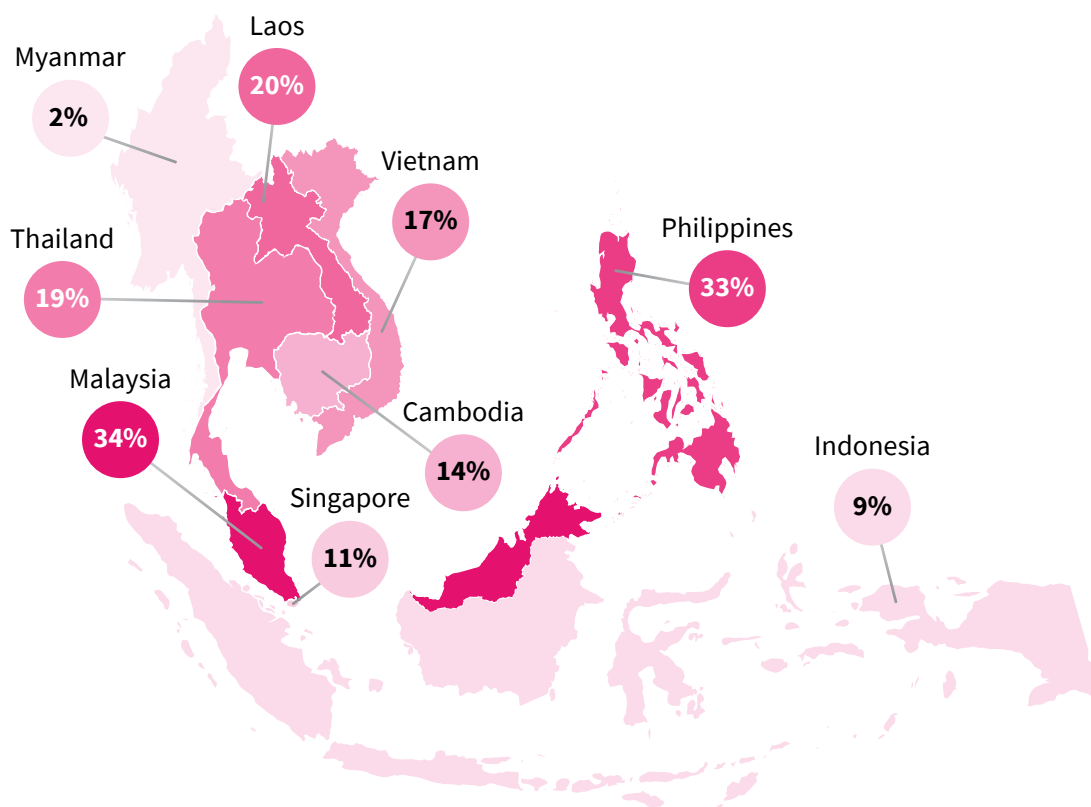 Laos
20%
Myanmar
2%
Vietnam
17%
Thailand
19%
Philippines
33%
Malaysia
34%
Cambodia
14%
Singapore
11%
Indonesia
9%